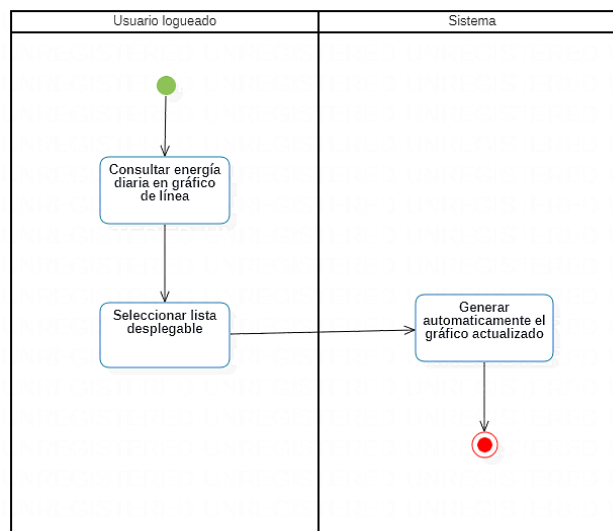 Usuario logueado
Sistema
Consultar energía
diaria en gráfico
de línea
Seleccionar lista
desplegable
Generar
automaticamente el
gráfico actualizado